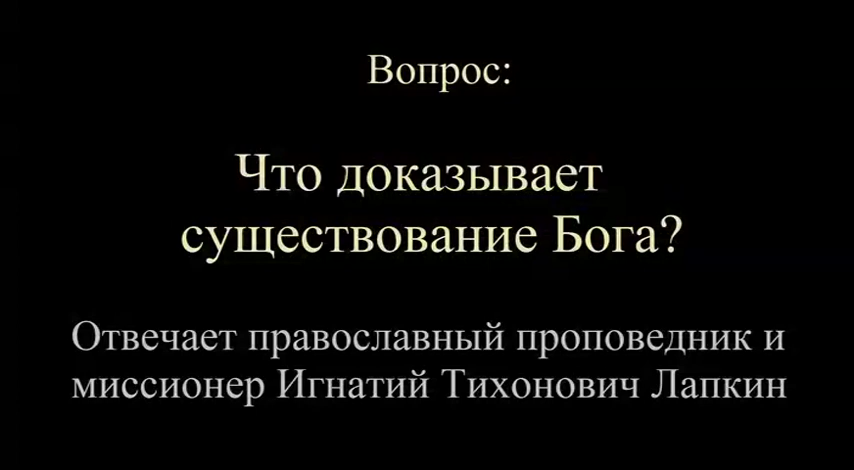 Вопрос:
Что доказывает
существование Бога?
Отвечает православный проповедник и
миссионер Игнатий Тихонович Лапкин